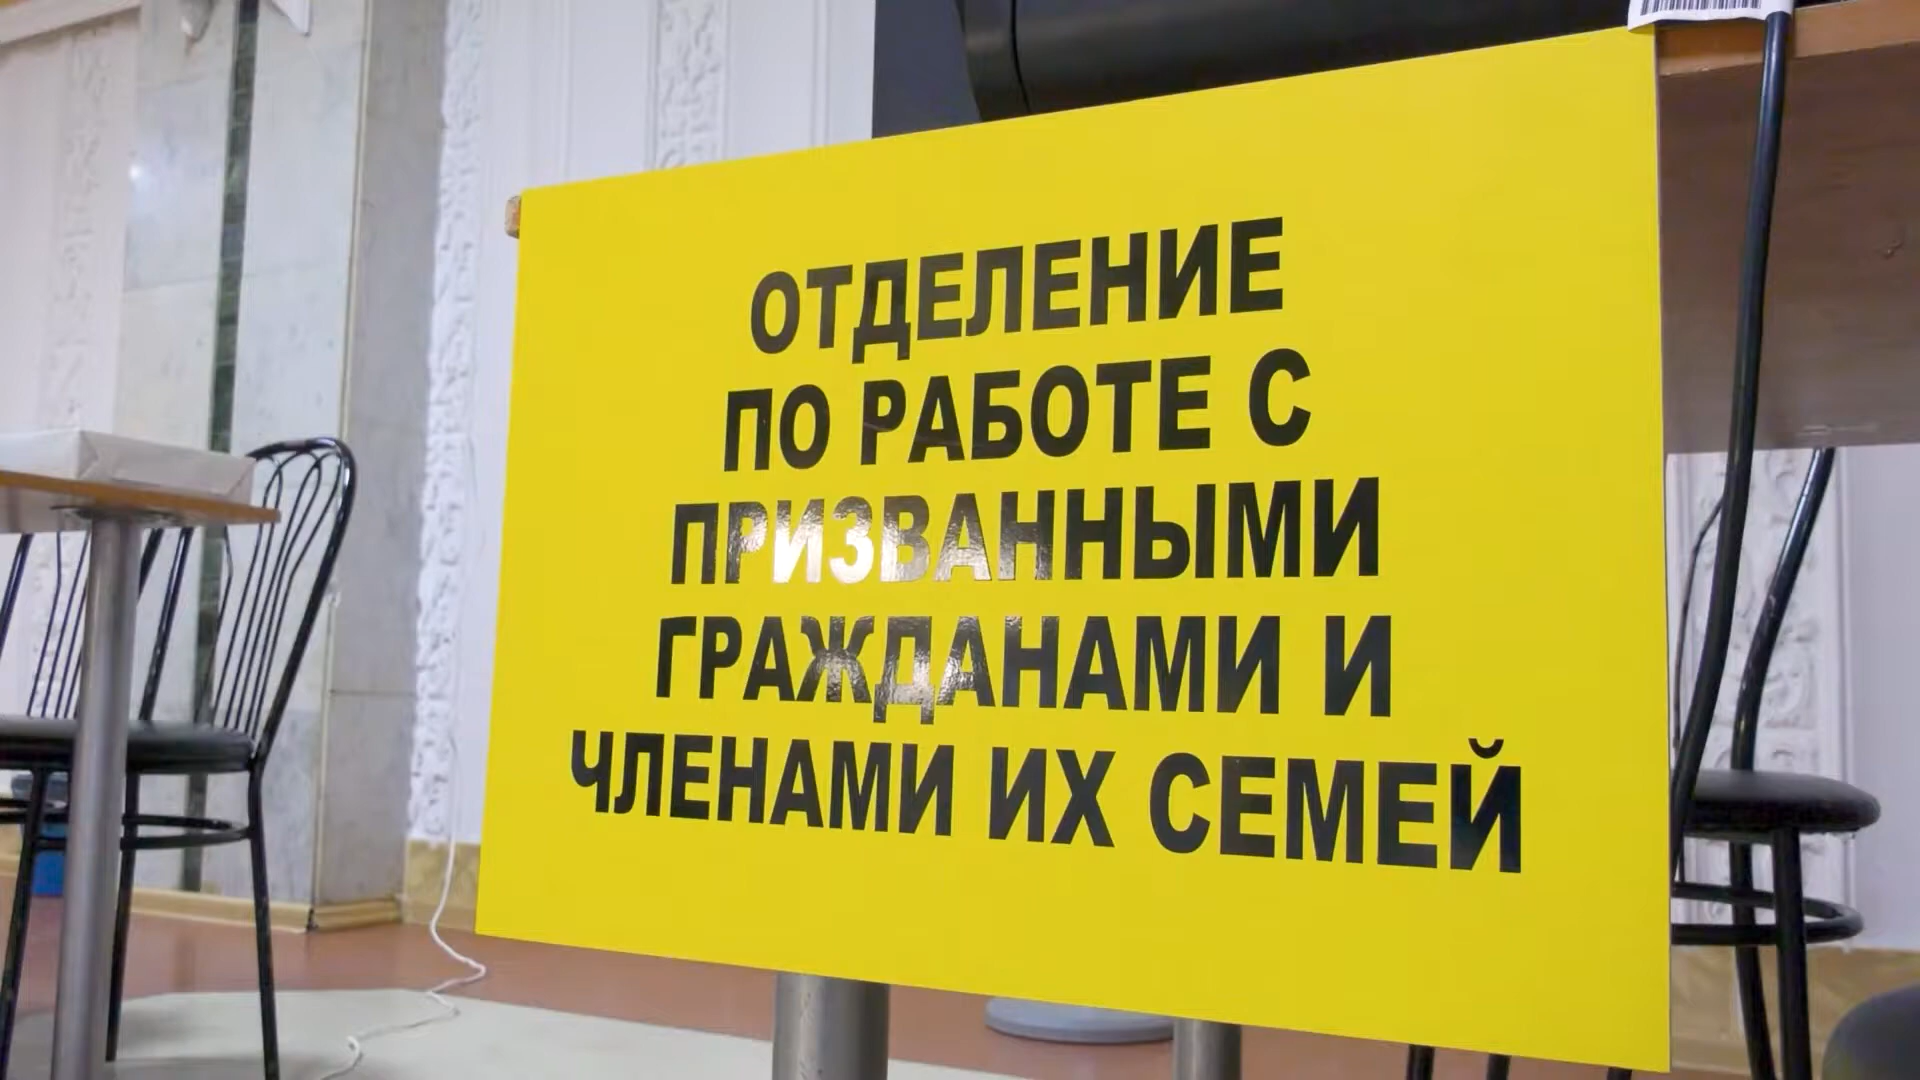 ОТДЕЛЕНИЕ
ПО РАБОТЕ С
ПРИЗВАННЫМИ
ГРАЖДАНАМИ И
ЧЛЕНАМИ ИХ СЕМЕЙ